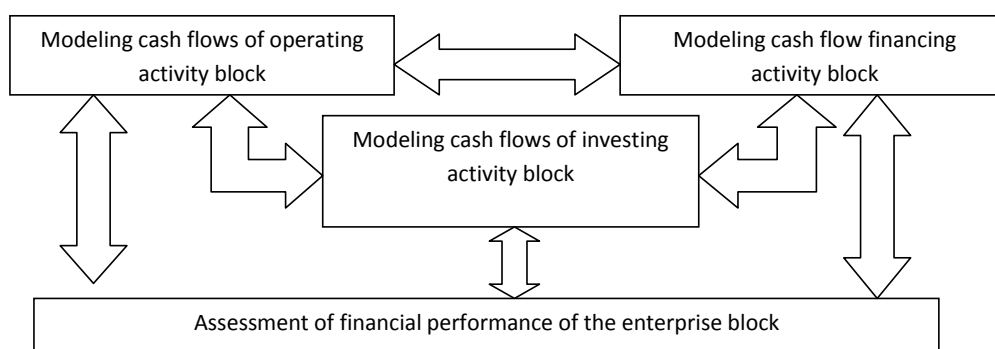 Modeling cash flows of operating
activity block
Modeling cash flow financing
activity block
Modeling cash flows of investing
activity block
Assessment of financial performance of the enterprise block